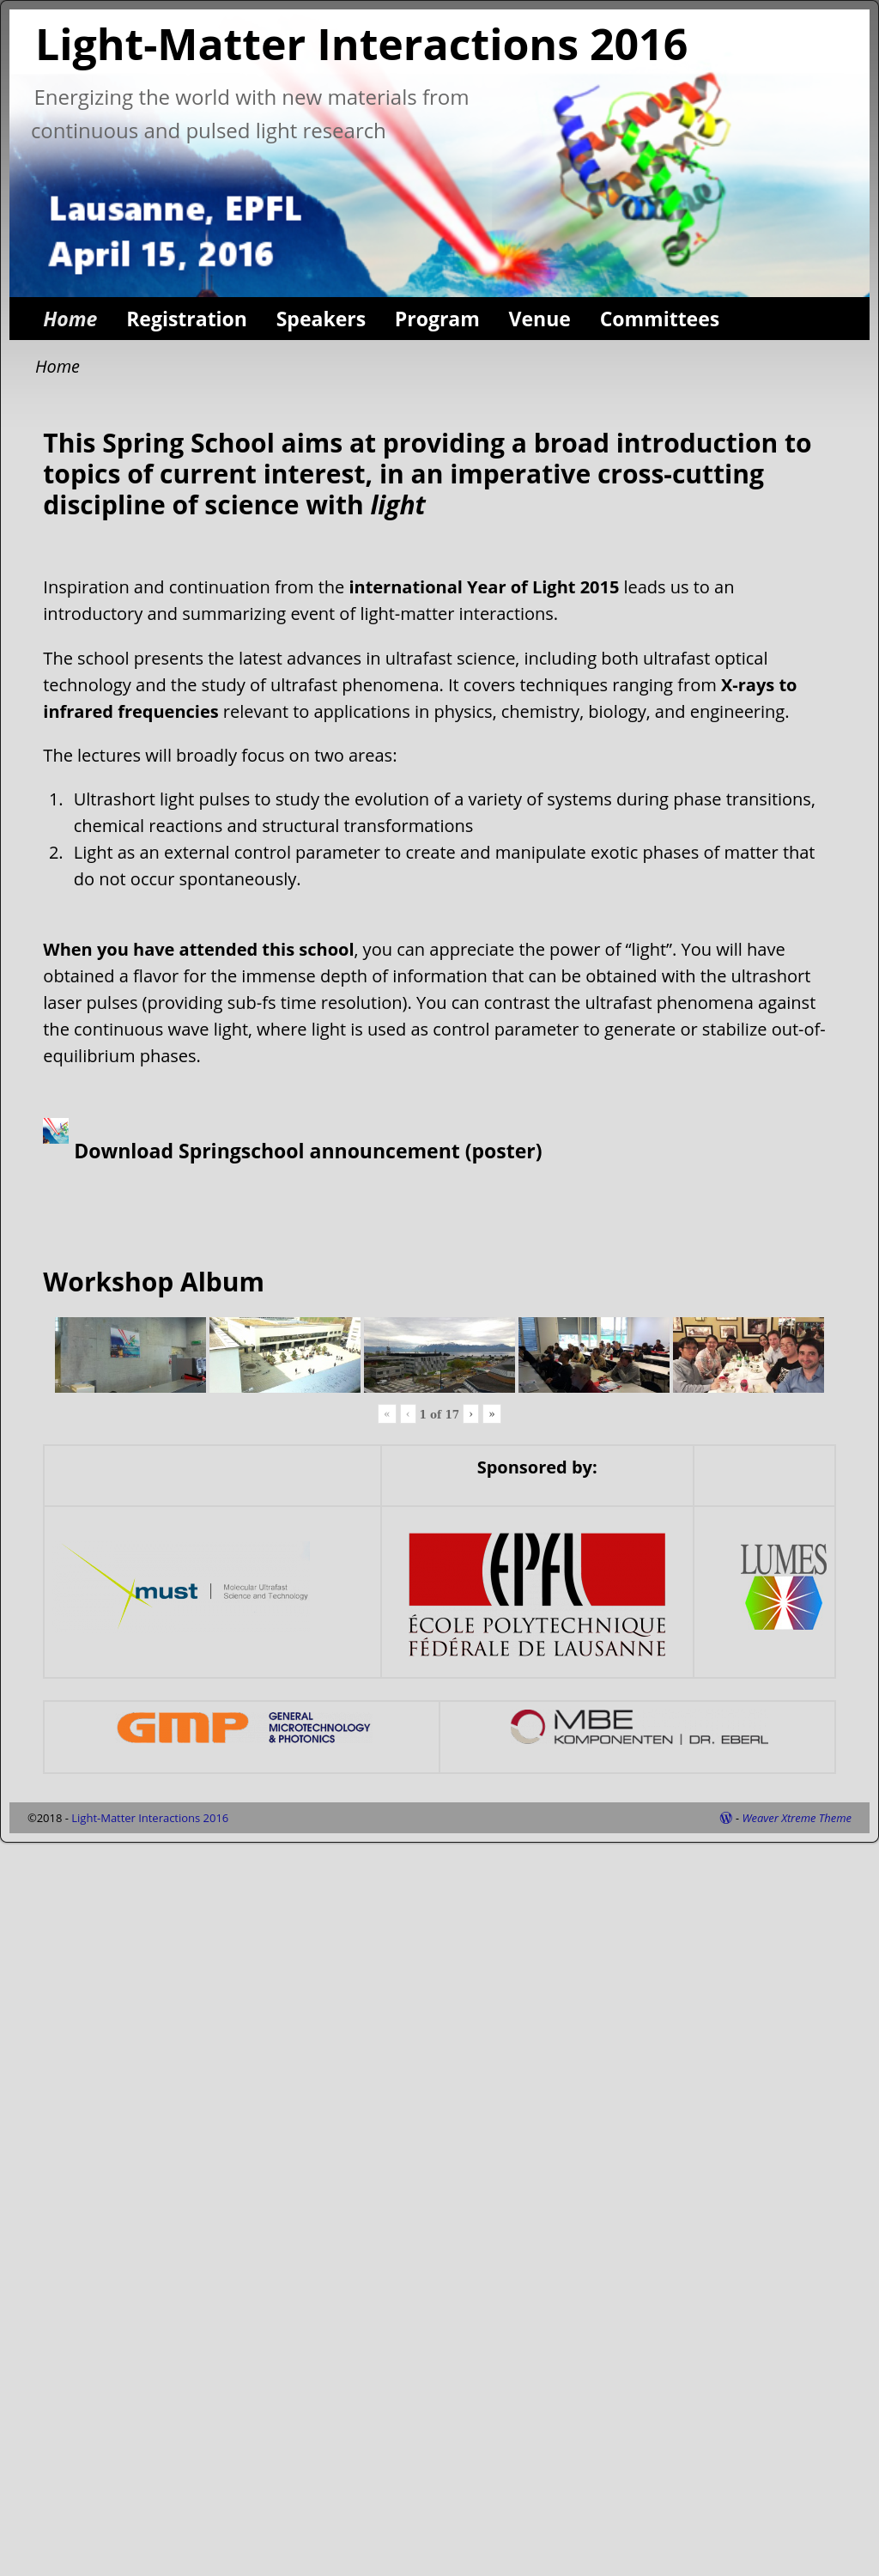 Light-Matter Interactions 2016
Energizing the world with new materials from
continuous and pulsed light research
Lausanne, EPFL
April 15, 2016
Home Registration Speakers Program Venue Committees
Home
This Spring School aims at providing a broad introduction to
topics of current interest, in an imperative cross-cutting
discipline of science with light
Inspiration and continuation from the international Year of Light 2015 leads us to an
introductory and summarizing event of light-matter interactions.
The school presents the latest advances in ultrafast science, including both ultrafast optical
technology and the study of ultrafast phenomena. It covers techniques ranging from X-rays to
infrared frequencies relevant to applications in physics, chemistry, biology, and engineering.
The lectures will broadly focus on two areas:
1. Ultrashort light pulses to study the evolution of a variety of systems during phase transitions,
chemical reactions and structural transformations
2. Light as an external control parameter to create and manipulate exotic phases of matter that
do not occur spontaneously.
When you have attended this school, you can appreciate the power of “light”. You will have
obtained a flavor for the immense depth of information that can be obtained with the ultrashort
laser pulses (providing sub-fs time resolution). You can contrast the ultrafast phenomena against
the continuous wave light, where light is used as control parameter to generate or stabilize out-of-
equilibrium phases.
Download Springschool announcement (poster)
Workshop Album
« ‹ 1 of 17 › »
Sponsored by:
must | Molecular Ultrafast
Science and Technology
EPFL
ÉCOLE POLYTECHNIQUE
FÉDÉRALE DE LAUSANNE
LUMES
GMP GENERAL
MICROTECHNOLOGY
& PHOTONICS
MBE
KOMPONENTEN | DR. EBERL
©2018 - Light-Matter Interactions 2016
- Weaver Xtreme Theme